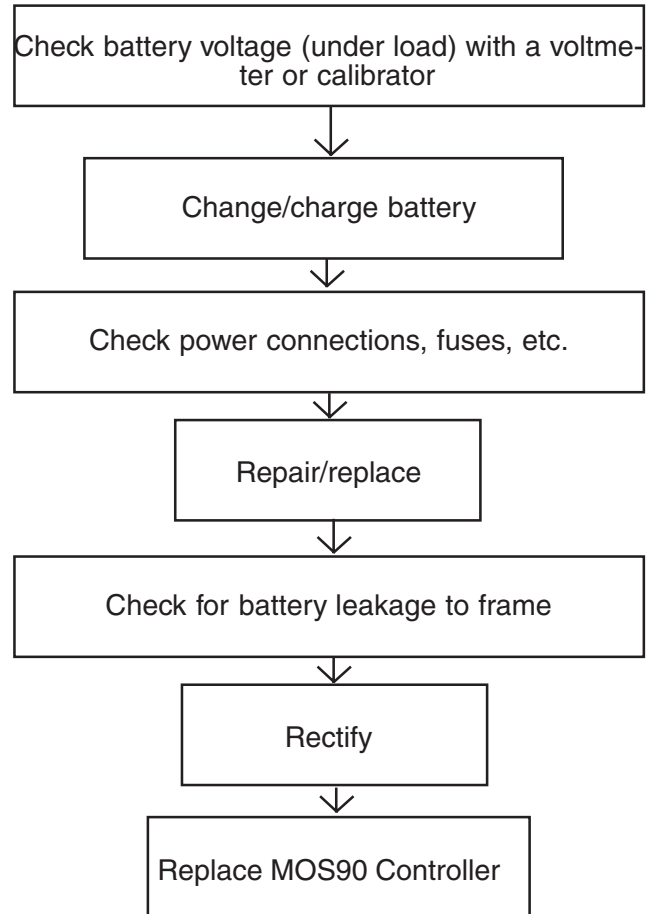 Check battery voltage (under load) with a voltme-
ter or calibrator
Change/charge battery
Check power connections, fuses, etc.
Repair/replace
Check for battery leakage to frame
Rectify
Replace MOS90 Controller